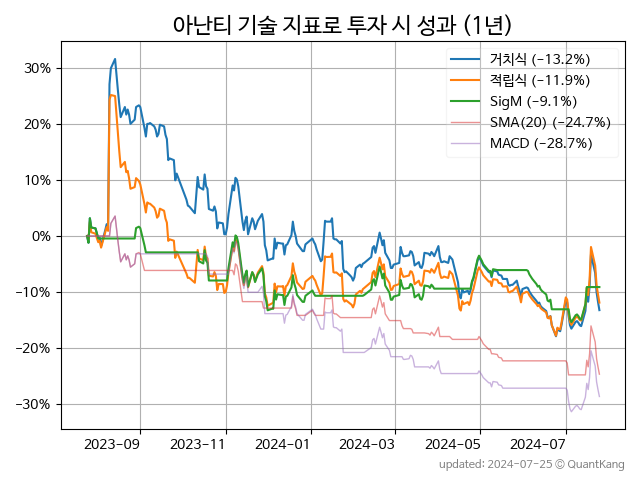 아난티 기술 지표로 투자 시 성과 (1년)
거치식 (−13.2%)
적립식 (−11.9%)
SigM (−9.1%)
SMA(20) (−24.7%)
MACD (−28.7%)
30%
20%
10%
0%
−10%
−20%
−30%
2023-09 2023-11 2024-01 2024-03 2024-05 2024-07
updated: 2024-07-25 © QuantKang